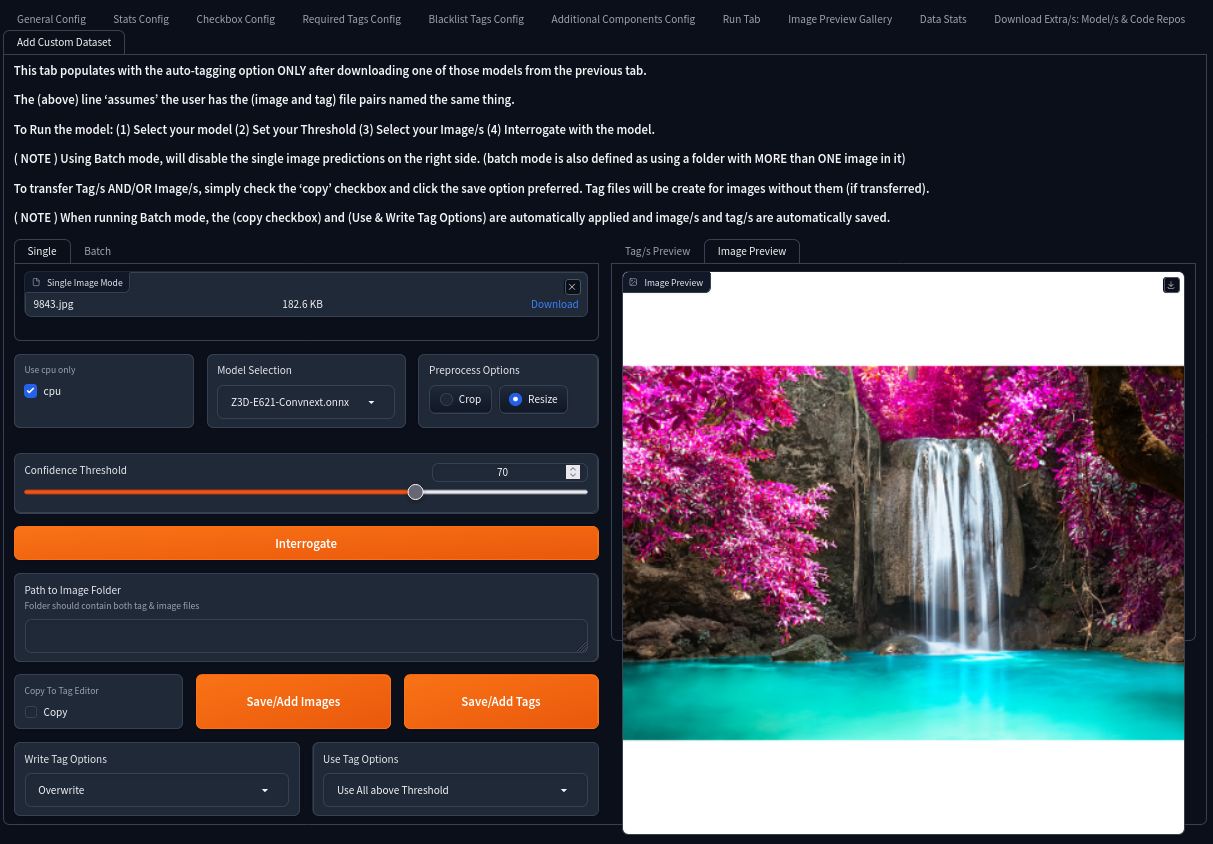 General Config Stats Config Checkbox Config Required Tags Config Blacklist Tags Config Additional Components Config Run Tab Image Preview Gallery Data Stats Download Extra/s: Model/s & Code Repos
Add Custom Dataset
This tab populates with the auto-tagging option ONLY after downloading one of those models from the previous tab.
The (above) line ‘assumes’ the user has the (image and tag) file pairs named the same thing.
To Run the model: (1) Select your model (2) Set your Threshold (3) Select your Image/s (4) Interrogate with the model.
( NOTE ) Using Batch mode, will disable the single image predictions on the right side. (batch mode is also defined as using a folder with MORE than ONE image in it)
To transfer Tag/s AND/OR Image/s, simply check the ‘copy’ checkbox and click the save option preferred. Tag files will be create for images without them (if transferred).
( NOTE ) When running Batch mode, the (copy checkbox) and (Use & Write Tag Options) are automatically applied and image/s and tag/s are automatically saved.
Single Batch
Single Image Mode
9843.jpg 182.6 KB Download
Use cpu only
cpu
Model Selection
Z3D-E621-Convnext.onnx
Preprocess Options
Crop Resize
Confidence Threshold 70
Interrogate
Path to Image Folder
Folder should contain both tag & image files
Copy To Tag Editor
Copy
Save/Add Images Save/Add Tags
Write Tag Options
Overwrite
Use Tag Options
Use All above Threshold
Tag/s Preview Image Preview
Image Preview